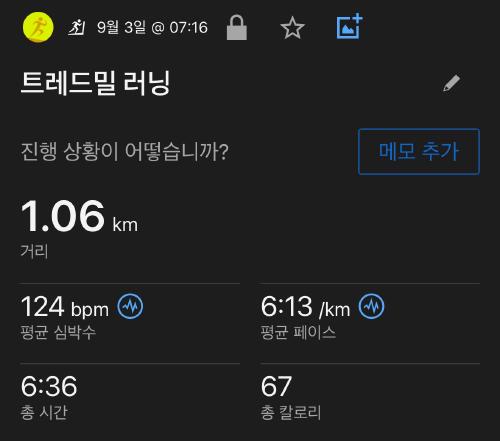 9월 3일 @ 07:16
트레드밀 러닝
진행 상황이 어떻습니까?
메모 추가
1.06 km
거리
124 bpm
평균 심박수
6:13 /km
평균 페이스
6:36
총 시간
67
총 칼로리